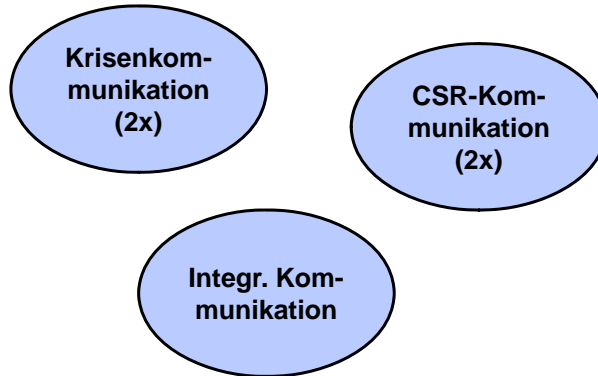 Krisenkom-
munikation
(2x)
CSR-Kom-
munikation
(2x)
Integr. Kom-
munikation